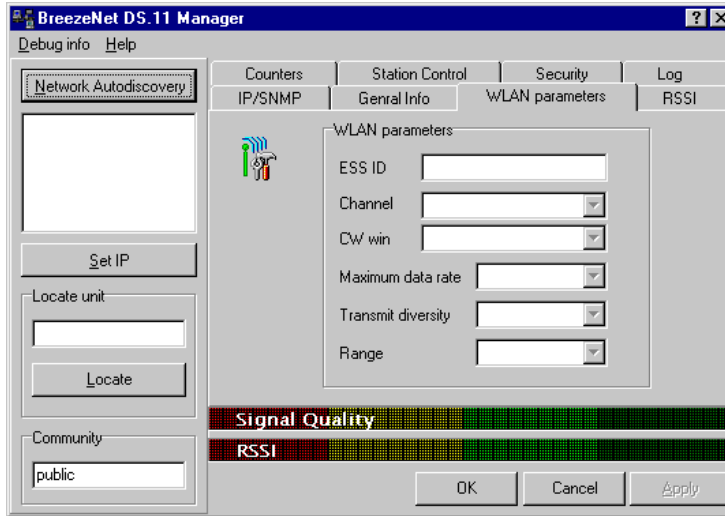 BreezeNet DS.11 Manager
Debug info Help
Network Autodiscovery
Set IP
Locate unit
Locate
Community
public
Counters Station Control Security Log
IP/SNMP Genral Info WLAN parameters RSSI
WLAN parameters
ESS ID
Channel
CW win
Maximum data rate
Transmit diversity
Range
Signal Quality
RSSI
OK Cancel Apply